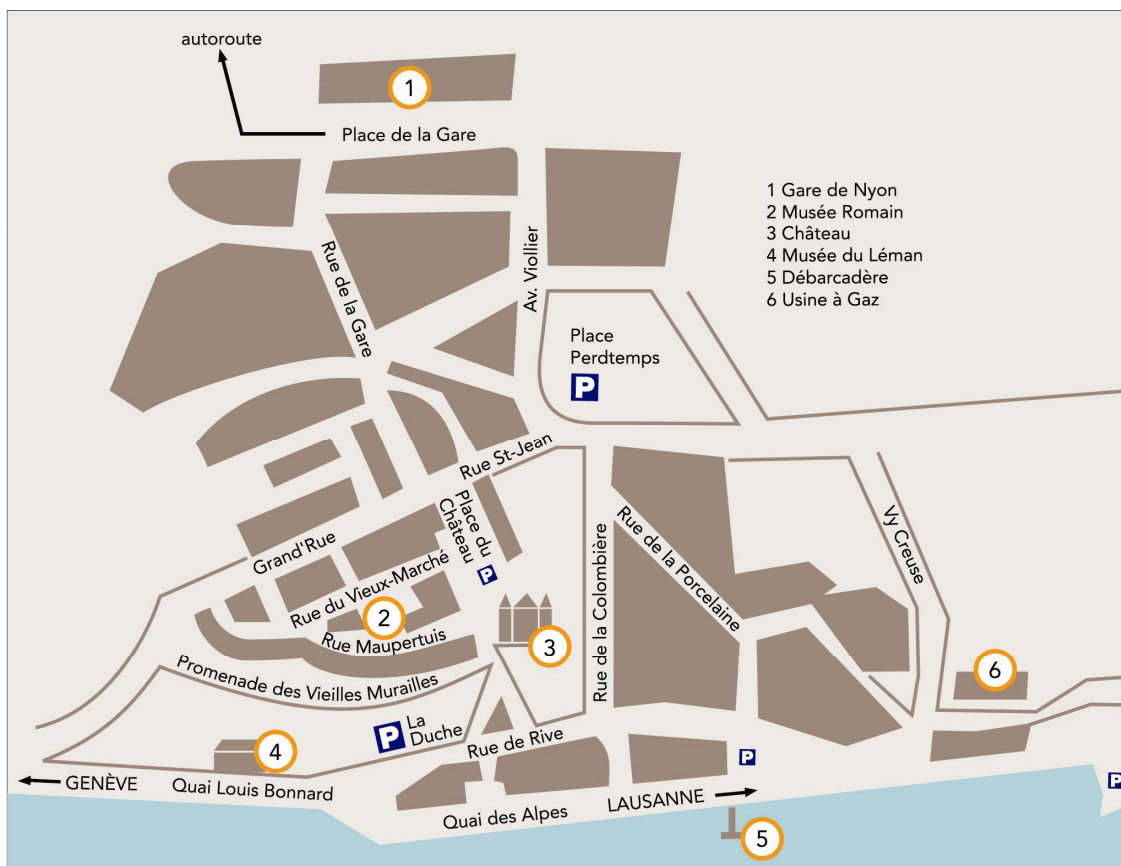 autoroute
1
Place de la Gare
1 Gare de Nyon
2 Musée Romain
3 Château
4 Musée du Léman
5 Débarcadère
6 Usine à Gaz
Rue de la Gare
Av. Viollier
Place
Perdtemps
P
Rue St-Jean
Place du
Château
P
Grand'Rue
Rue du Vieux-Marché
2
Rue Maupertuis
3
Rue de la Colombière
Rue de la Porcelaine
Vy Creuse
6
Promenade des Vieilles Murailles
P
La
Duche
4
Rue de Rive
P
P
GENÈVE
Quai Louis Bonnard
Quai des Alpes
LAUSANNE
5